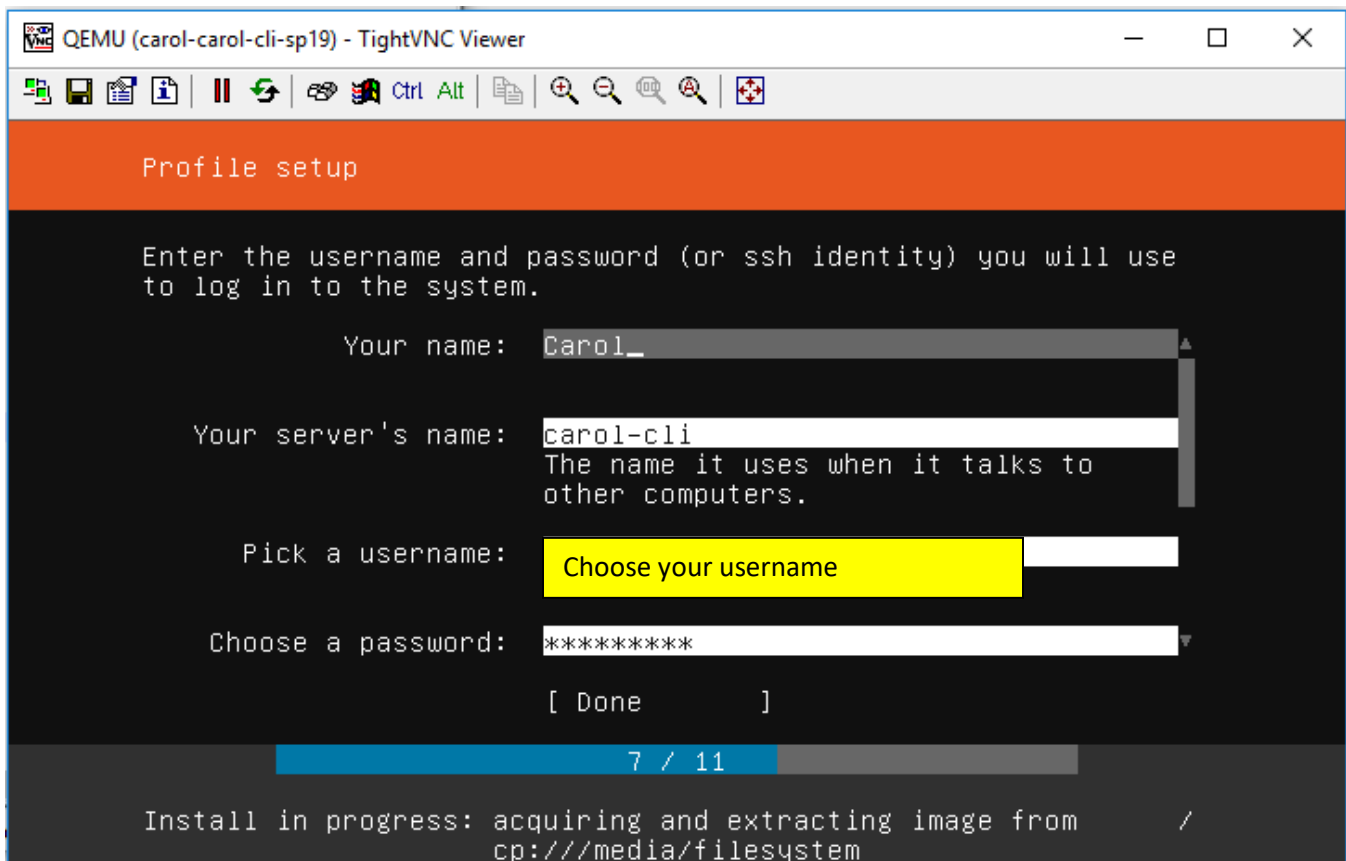 QEMU (carol-carol-cli-sp19) - TightVNC Viewer
Ctrl Alt
Profile setup
Enter the username and password (or ssh identity) you will use
to log in to the system.
Your name: Carol_
Your server's name: carol-cli
The name it uses when it talks to
other computers.
Pick a username: Choose your username
Choose a password: *********
[ Done ]
7 / 11
Install in progress: acquiring and extracting image from /
cp:///media/filesystem